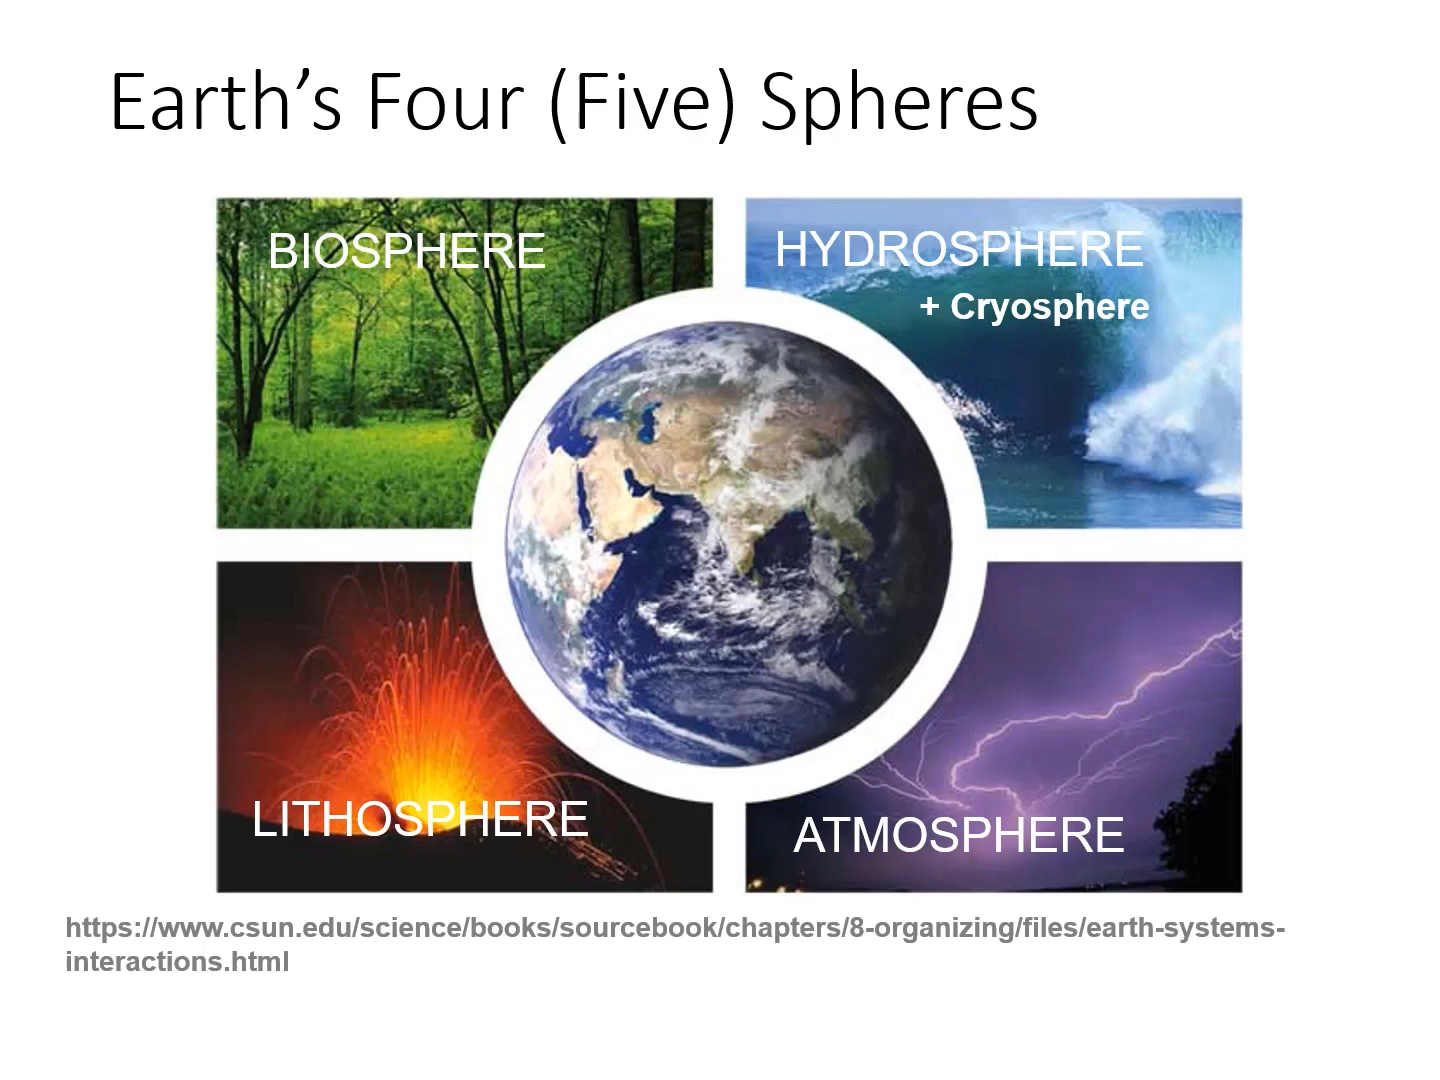 Earth’s Four (Five) Spheres
BIOSPHERE
HYDROSPHERE
+ Cryosphere
LITHOSPHERE
ATMOSPHERE
https://www.csun.edu/science/books/sourcebook/chapters/8-organizing/files/earth-systems-
interactions.html